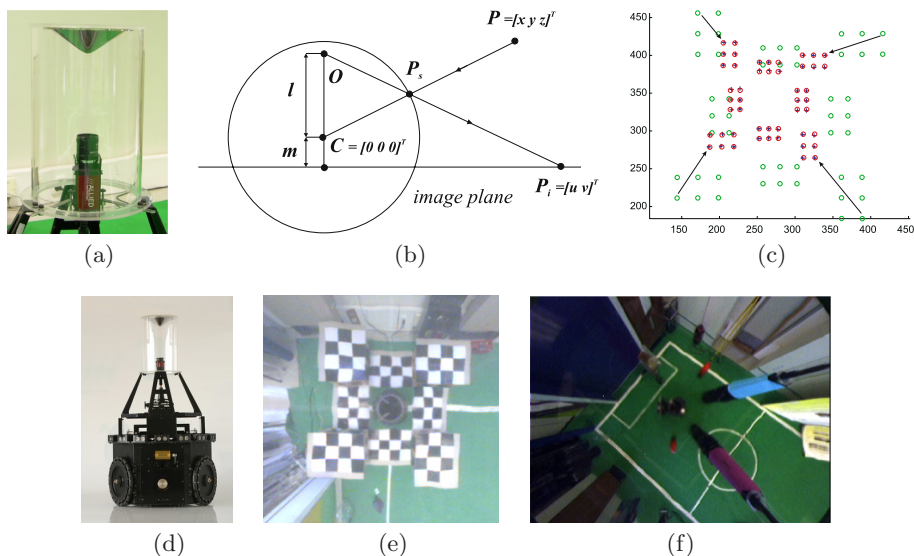 ALLIED
(a)
P = [x y z]^T
O
P_s
l
C = [0 0 0]^T
m
image plane
P_i = [u v]^T
(b)
450
400
350
300
250
200
150 200 250 300 350 400 450
(c)
(d)
(e)
(f)